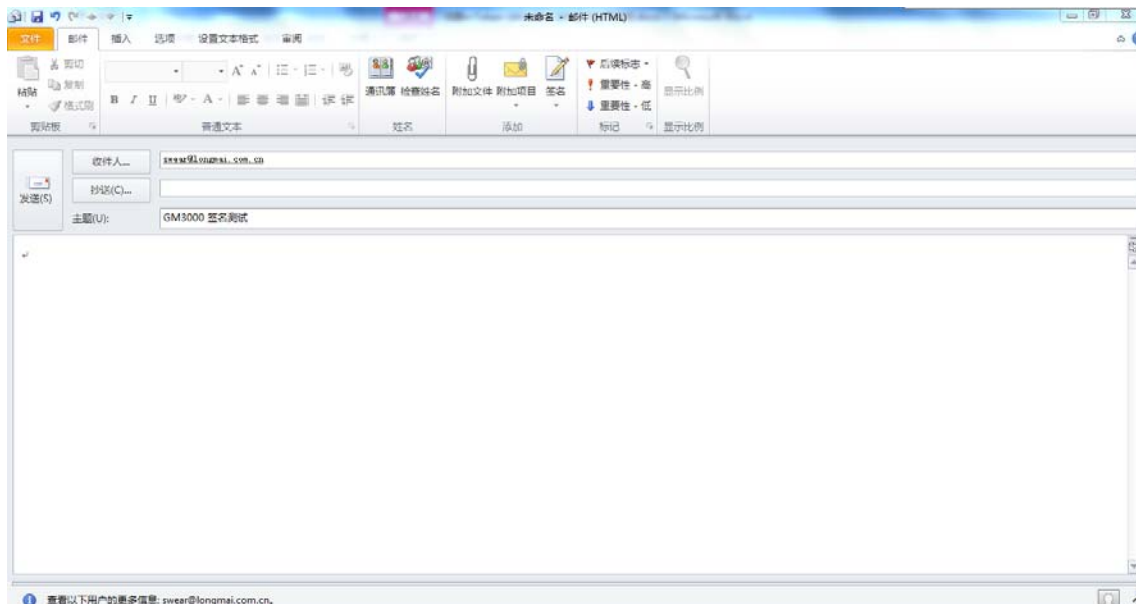 未命名 - 邮件 (HTML)
文件 邮件 插入 选项 设置文本格式 审阅
粘贴 剪切 复制 格式刷
B I U A
通讯簿 检查姓名 附加文件 附加项目 签名
后续标志
重要性 - 高
重要性 - 低
显示比例
剪贴板 普通文本 姓名 添加 标记 显示比例
收件人... swear@longmai.com.cn
发送(S)
抄送(C)...
主题(U): GM3000 签名测试
查看以下用户的更多信息: swear@longmai.com.cn。